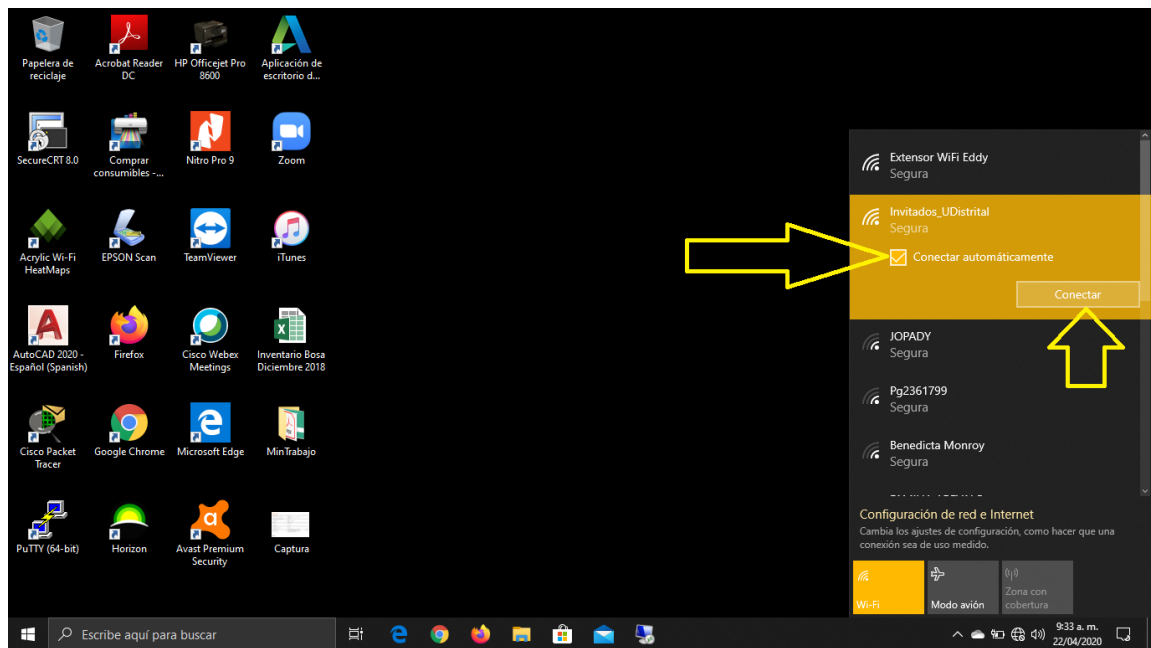 Papelera de
reciclaje
Acrobat Reader
DC
HP Officejet Pro
8600
Aplicación de
escritorio d...
SecureCRT 8.0
Comprar
consumibles -...
Nitro Pro 9
Zoom
Acrylic Wi-Fi
HeatMaps
EPSON Scan
TeamViewer
iTunes
AutoCAD 2020 -
Español (Spanish)
Firefox
Cisco Webex
Meetings
Inventario Bosa
Diciembre 2018
Cisco Packet
Tracer
Google Chrome
Microsoft Edge
MinTrabajo
PuTTY (64-bit)
Horizon
Avast Premium
Security
Captura
Extensor WiFi Eddy
Segura
Invitados_UDistrital
Segura
Conectar automáticamente
Conectar
JOPADY
Segura
Pg2361799
Segura
Benedicta Monroy
Segura
Configuración de red e Internet
Cambia los ajustes de configuración, como hacer que una
conexión sea de uso medido.
Wi-Fi
Modo avión
Zona con
cobertura
Escribe aquí para buscar
9:33 a. m.
22/04/2020